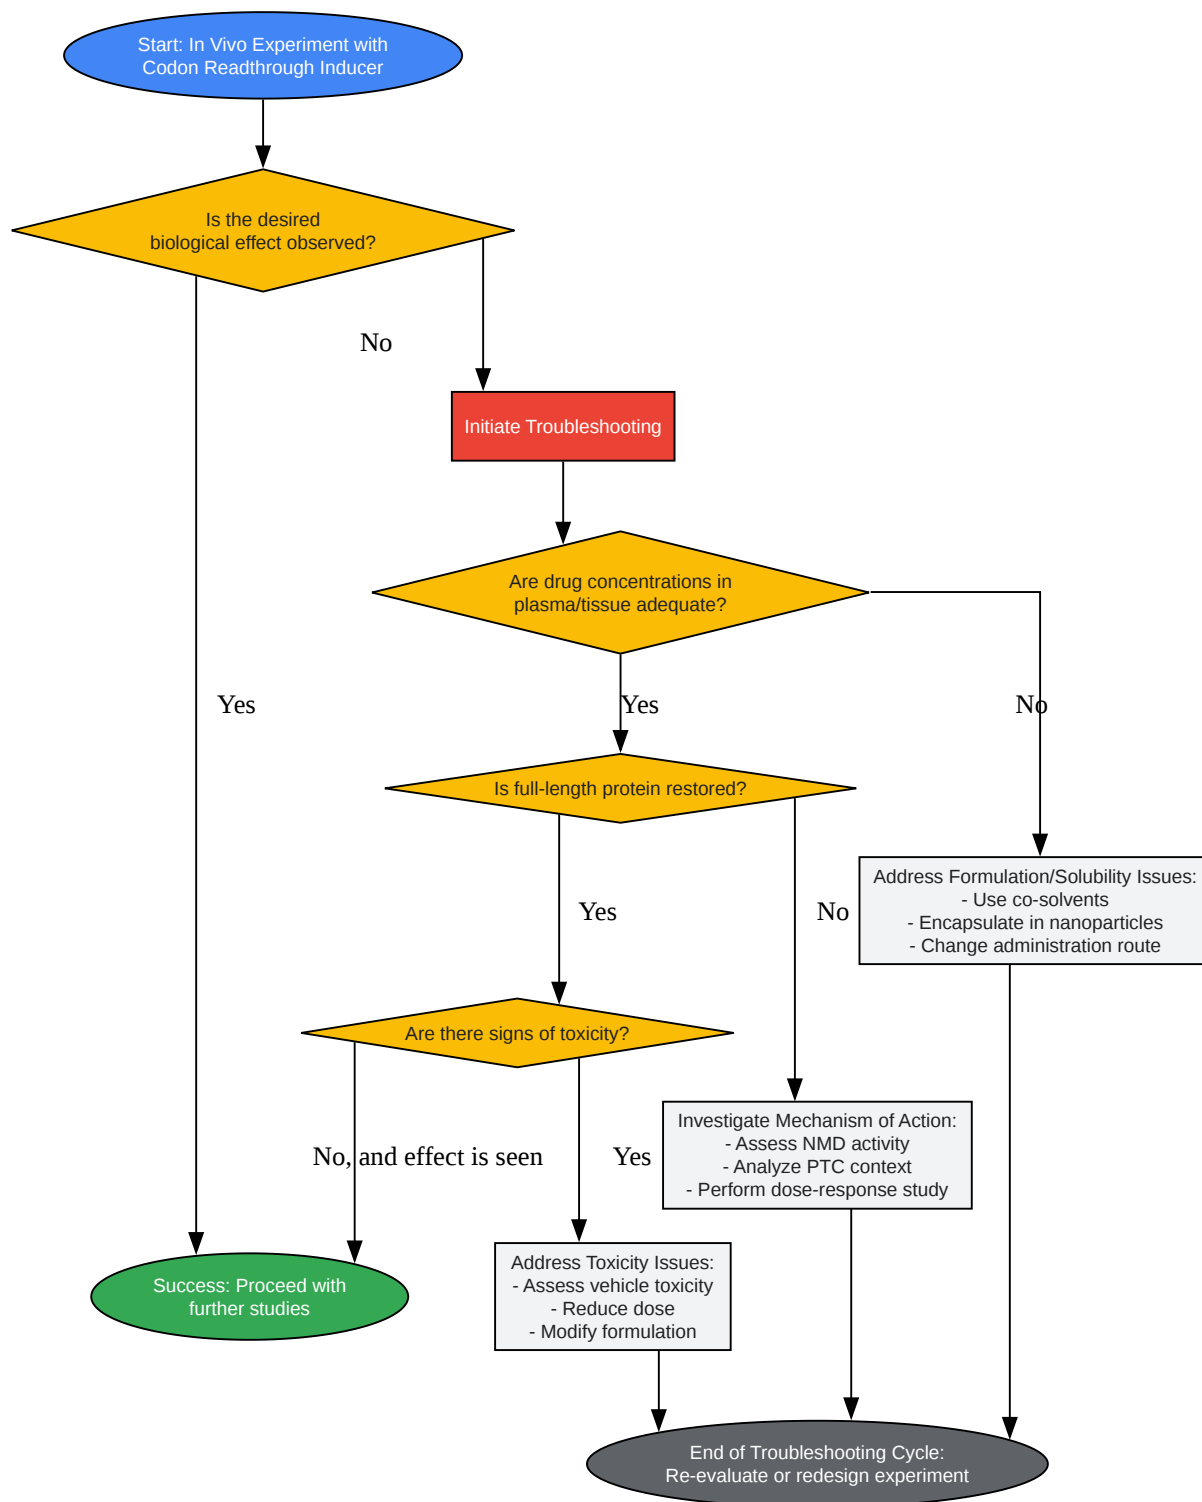 Start: In Vivo Experiment with
Codon Readthrough Inducer
Is the desired
biological effect observed?
No
Initiate Troubleshooting
Are drug concentrations in
plasma/tissue adequate?
Yes
Yes
No
Is full-length protein restored?
Address Formulation/Solubility Issues:
- Use co-solvents
- Encapsulate in nanoparticles
- Change administration route
Yes
No
Are there signs of toxicity?
Investigate Mechanism of Action:
- Assess NMD activity
- Analyze PTC context
- Perform dose-response study
No, and effect is seen
Yes
Address Toxicity Issues:
- Assess vehicle toxicity
- Reduce dose
- Modify formulation
Success: Proceed with
further studies
End of Troubleshooting Cycle:
Re-evaluate or redesign experiment